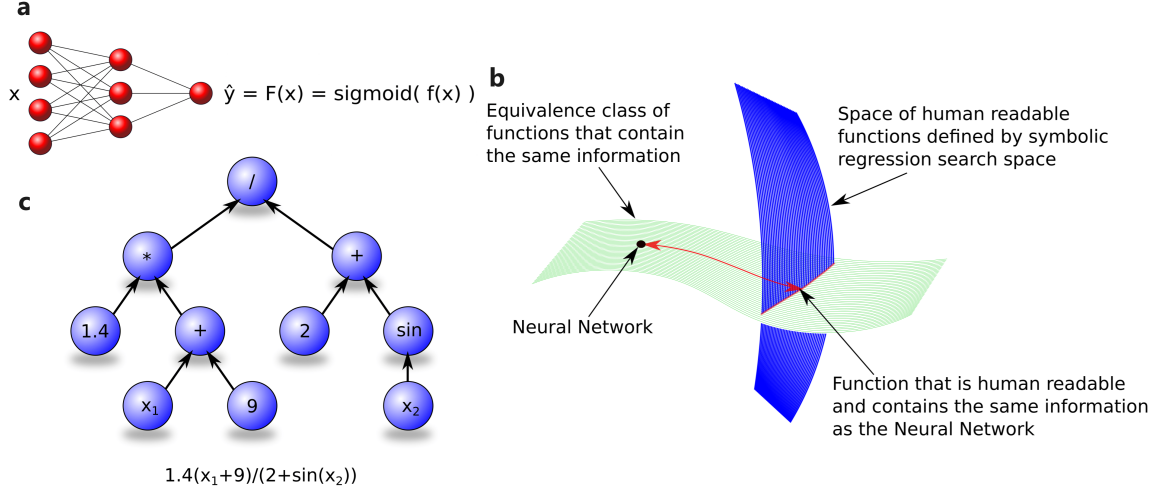 a
x
ŷ = F(x) = sigmoid( f(x) )
b
Equivalence class of
functions that contain
the same information
Space of human readable
functions defined by symbolic
regression search space
Neural Network
Function that is human readable
and contains the same information
as the Neural Network
c
/
* +
1.4 + 2 sin
x₁ 9 x₂
1.4(x₁+9)/(2+sin(x₂))